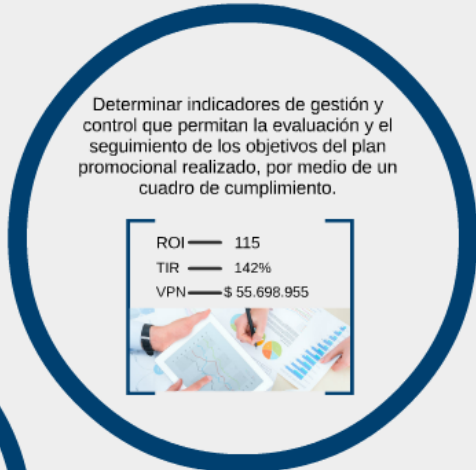 Determinar indicadores de gestión y
control que permitan la evaluación y el
seguimiento de los objetivos del plan
promocional realizado, por medio de un
cuadro de cumplimiento.
ROI 115
TIR 142%
VPN $ 55.698.955